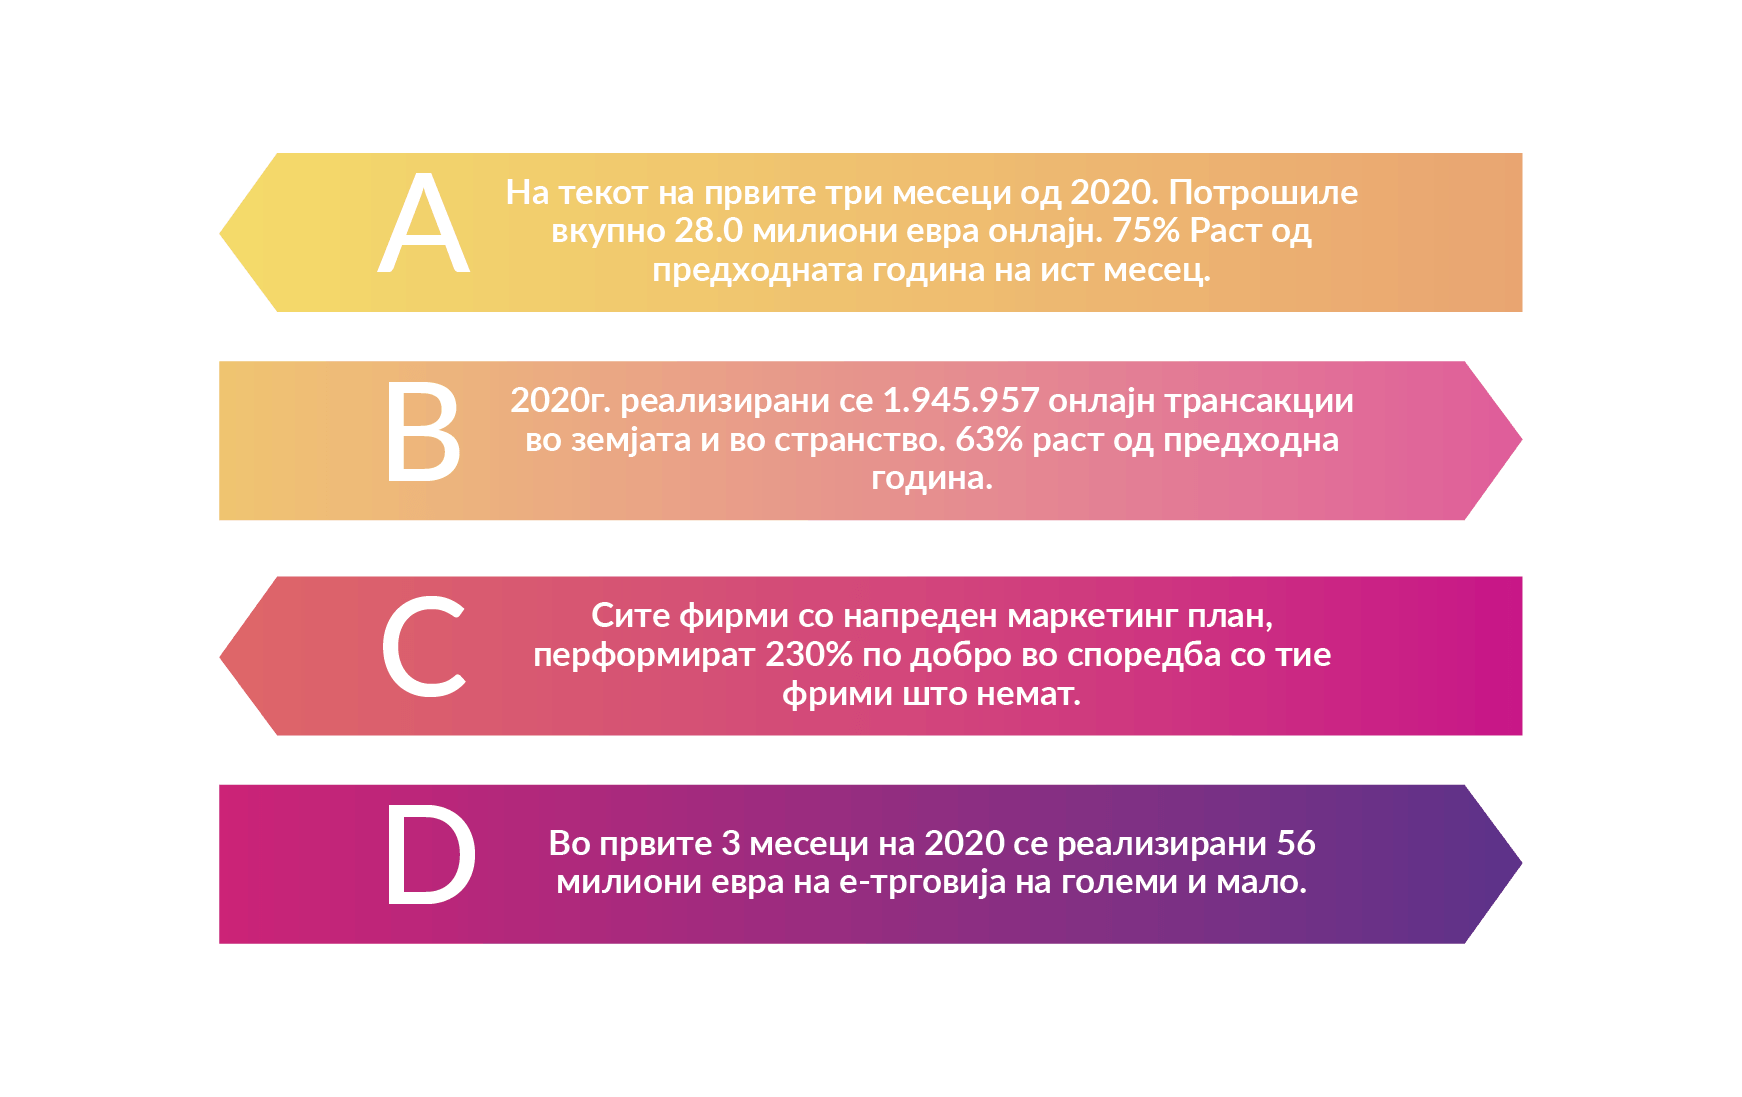 A
На текот на првите три месеци од 2020. Потрошиле
вкупно 28.0 милиони евра онлајн. 75% Раст од
предходната година на ист месец.
B
2020г. реализирани се 1.945.957 онлајн трансакции
во земјата и во странство. 63% раст од предходна
година.
C
Сите фирми со напреден маркетинг план,
перформират 230% по добро во споредба со тие
фрими што немат.
D
Во првите 3 месеци на 2020 се реализирани 56
милиони евра на е-трговија на големи и мало.